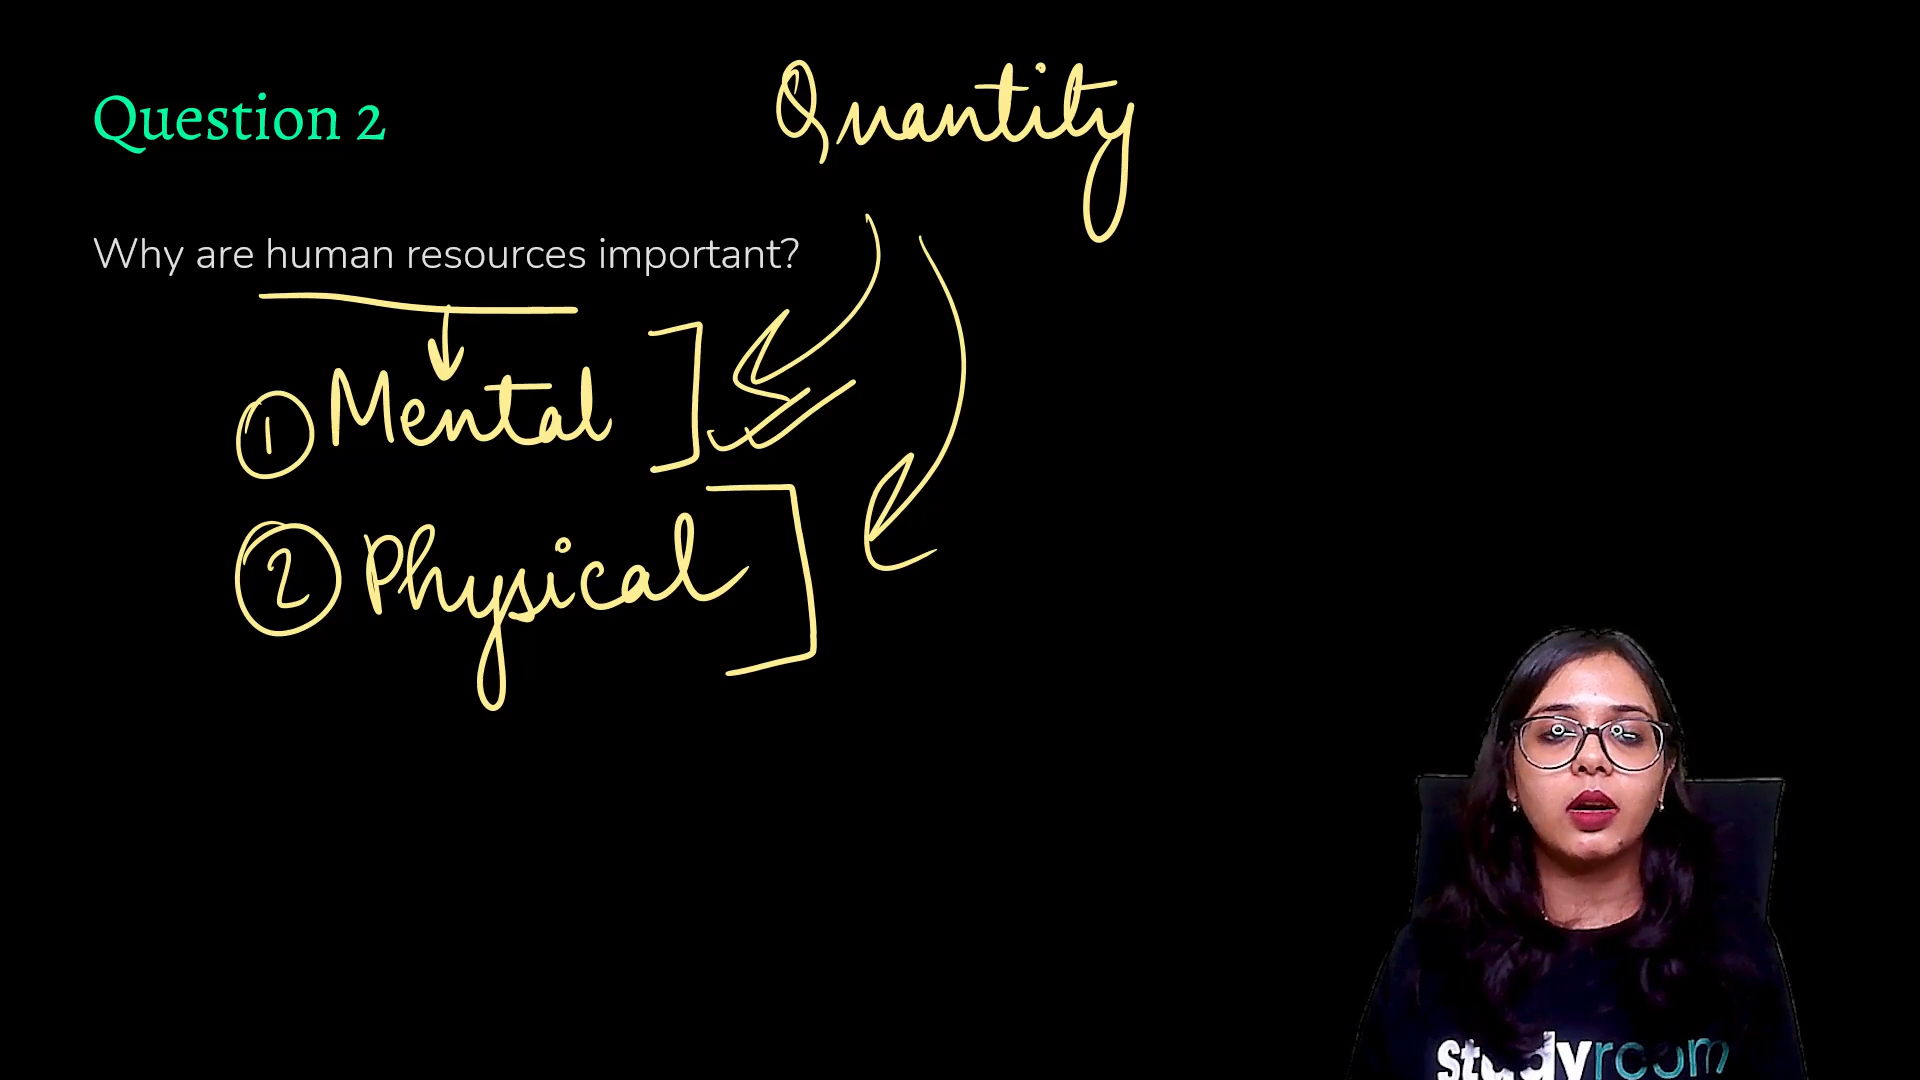 Question 2
Quantity
Why are human resources important?
1 Mental
2 Physical
studyroom